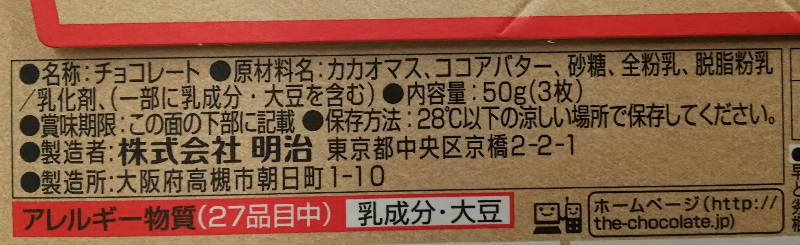 ●名称：チョコレート ●原材料名：カカオマス、ココアバター、砂糖、全粉乳、脱脂粉乳
／乳化剤、（一部に乳成分・大豆を含む） ●内容量：50g（3枚）
●賞味期限：この面の下部に記載 ●保存方法：28℃以下の涼しい場所で保存してください。
●製造者：株式会社 明治 東京都中央区京橋2-2-1
●製造所：大阪府高槻市朝日町1-10
アレルギー物質（27品目中） 乳成分・大豆
ホームページ（http://
the-chocolate.jp）